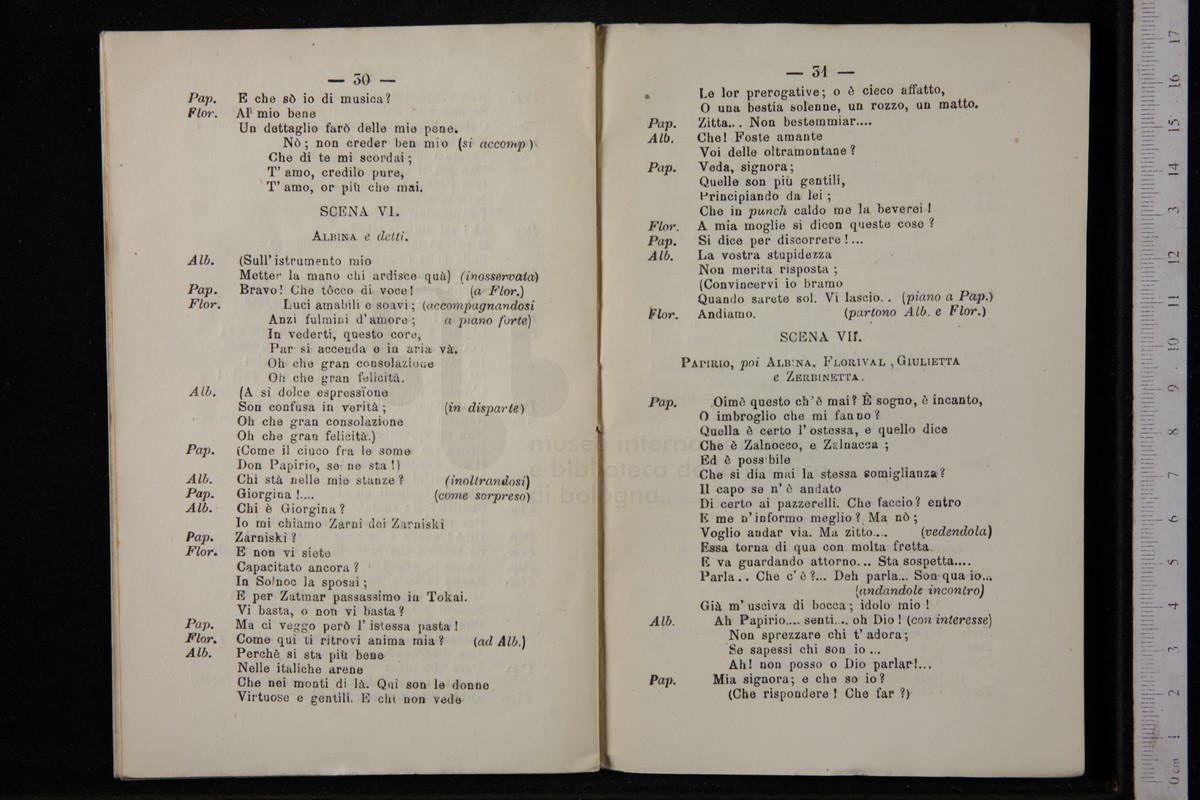 — 30 —
Pap. E che sò io di musica?
Flor. Al mio bene
Un dettaglio farò delle mie pene.
Nò; non creder ben mio (si accomp)
Che di te mi scordai;
T' amo, credilo pure,
T' amo, or più che mai.
SCENA VI.
ALBINA e detti.
Alb. (Sull' istrumento mio
Metter la mano chi ardisce quà) (inosservata)
Pap. Bravo! Che tôcco di voce! (a Flor.)
Flor. Luci amabili e soavi; (accompagnandosi
Anzi fulmini d' amore; a piano forte)
In vederti, questo core,
Par si accenda e in aria và.
Oh che gran consolazione
Oh che gran felicità.
Alb. (A si dolce espressione
Son confusa in verità; (in disparte)
Oh che gran consolazione
Oh che gran felicità.)
Pap. (Come il ciuco fra le some
Don Papirio, se ne sta!)
Alb. Chi stà nelle mie stanze? (inoltrandosi)
Pap. Giorgina!.... (come sorpreso)
Alb. Chi è Giorgina?
Io mi chiamo Zarni dei Zarniski
Pap. Zarniski?
Flor. E non vi siete
Capacitato ancora?
In Solnoc la sposai;
E per Zatmar passassimo in Tokai.
Vi basta, o non vi basta?
Pap. Ma ci veggo però l' istessa pasta!
Flor. Come qui ti ritrovi anima mia? (ad Alb.)
Alb. Perchè si sta più bene
Nelle italiche arene
Che nei monti di là. Quì son le donne
Virtuose e gentili. E chi non vede
— 31 —
Le lor prerogative; o è cieco affatto,
O una bestia solenne, un rozzo, un matto.
Pap. Zitta... Non bestemmiar....
Alb. Che! Foste amante
Voi delle oltramontane?
Pap. Veda, signora;
Quelle son più gentili,
Principiando da lei;
Che in punch caldo me la beverei!
Flor. A mia moglie si dicon queste cose?
Pap. Si dice per discorrere!...
Alb. La vostra stupidezza
Non merita risposta;
(Convincervi io bramo
Quando sarete sol. Vi lascio.. (piano a Pap.)
Flor. Andiamo. (partono Alb. e Flor.)
SCENA VII.
PAPIRIO, poi ALBINA, FLORIVAL, GIULIETTA
e ZERBINETTA.
Pap. Oimè questo ch'è mai? È sogno, è incanto,
O imbroglio che mi fanno?
Quella è certo l' ostessa, e quello dice
Che è Zalnocco, e Zalnacca;
Ed è possibile
Che si dia mai la stessa somiglianza?
Il capo se n' è andato
Di certo ai pazzerelli. Che faccio? entro
E me n' informo meglio? Ma nò;
Voglio andar via. Ma zitto.... (vedendola)
Essa torna di qua con molta fretta
E va guardando attorno... Sta sospetta....
Parla.. Che c' è?... Deh parla... Son qua io...
(andandole incontro)
Già m' usciva di bocca; idolo mio!
Alb. Ah Papirio.... senti.... oh Dio! (con interesse)
Non sprezzare chi t' adora;
Se sapessi chi son io ...
Ah! non posso o Dio parlar!...
Pap. Mia signora; e che so io?
(Che rispondere! Che far?)